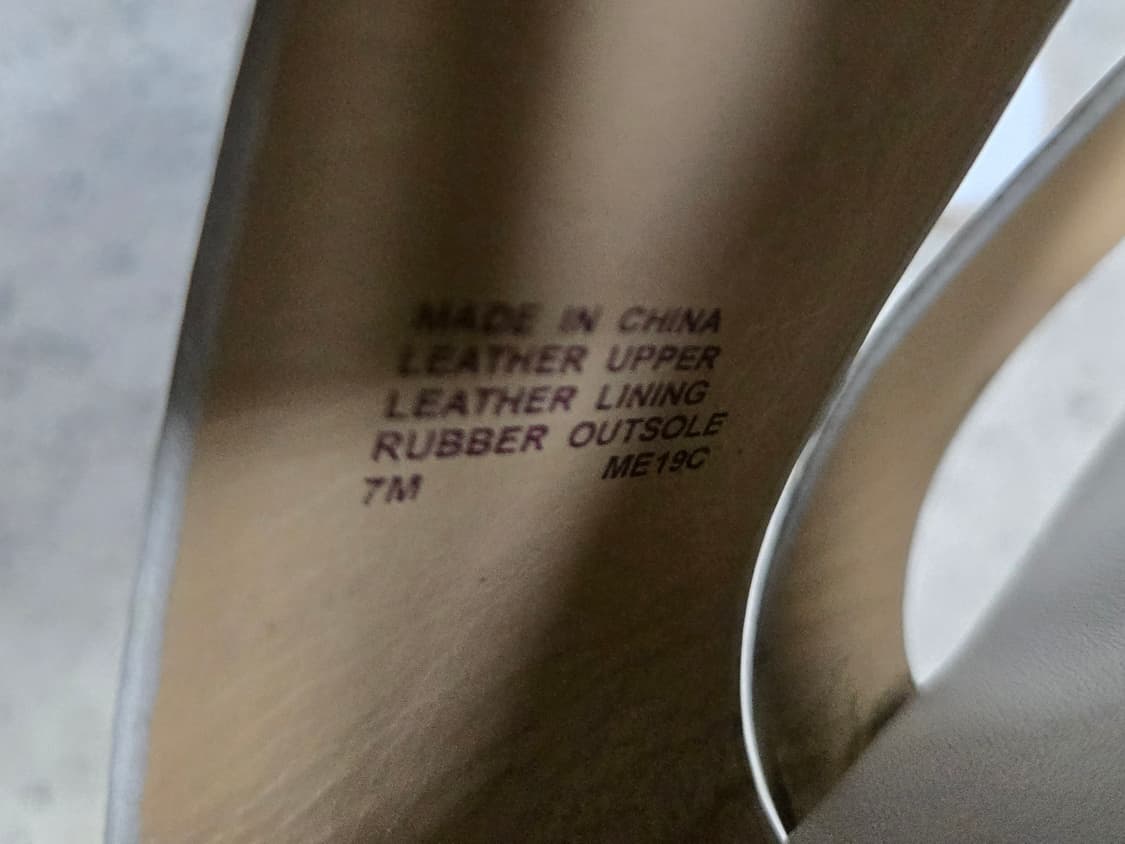 MADE IN CHINA
LEATHER UPPER
LEATHER LINING
RUBBER OUTSOLE
7M ME19C